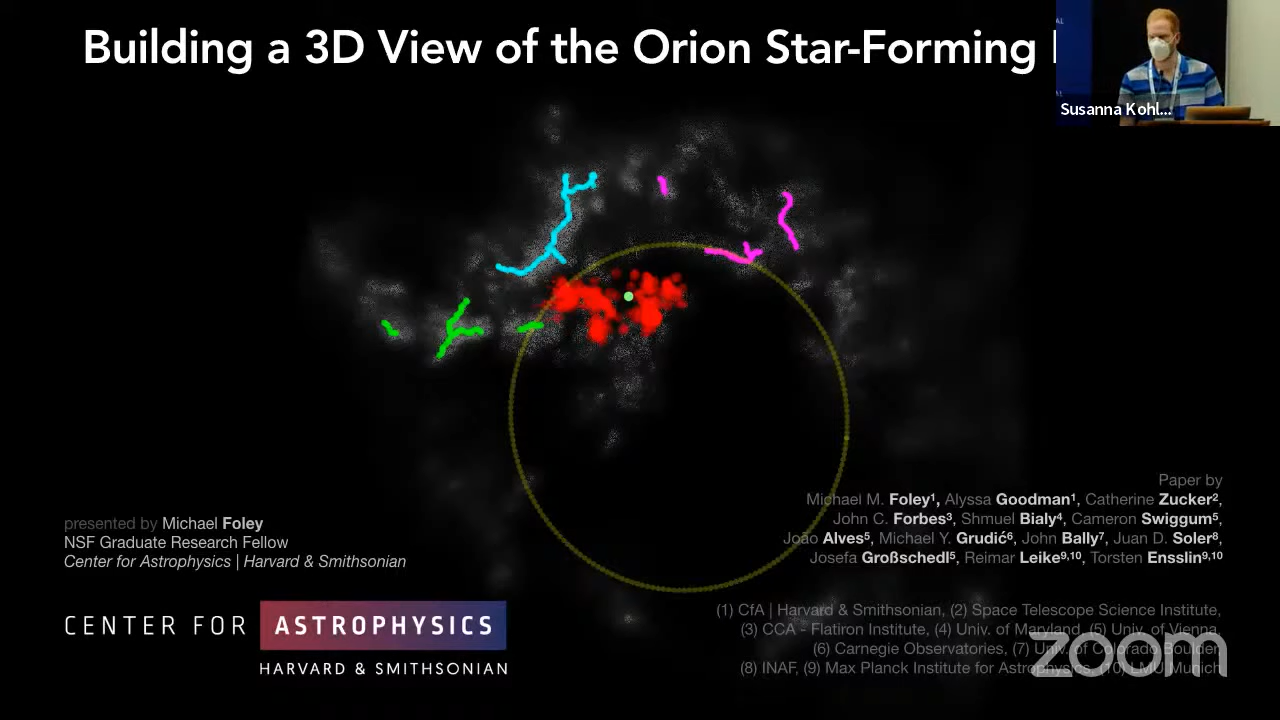 Building a 3D View of the Orion Star-Forming
Susanna Kohl...
Paper by
Michael M. Foley¹, Alyssa Goodman¹, Catherine Zucker²,
John C. Forbes³, Shmuel Bialy⁴, Cameron Swiggum⁵,
João Alves⁵, Michael Y. Grudić⁶, John Bally⁷, Juan D. Soler⁸,
Josefa Großschedl⁵, Reimar Leike⁹,¹⁰, Torsten Ensslin⁹,¹⁰
presented by Michael Foley
NSF Graduate Research Fellow
Center for Astrophysics | Harvard & Smithsonian
CENTER FOR ASTROPHYSICS
HARVARD & SMITHSONIAN
(1) CfA | Harvard & Smithsonian, (2) Space Telescope Science Institute,
(3) CCA - Flatiron Institute, (4) Univ. of Maryland, (5) Univ. of Vienna,
(6) Carnegie Observatories, (7) Univ. of Colorado Boulder,
(8) INAF, (9) Max Planck Institute for Astrophysics, (10) LMU Munich
zoom